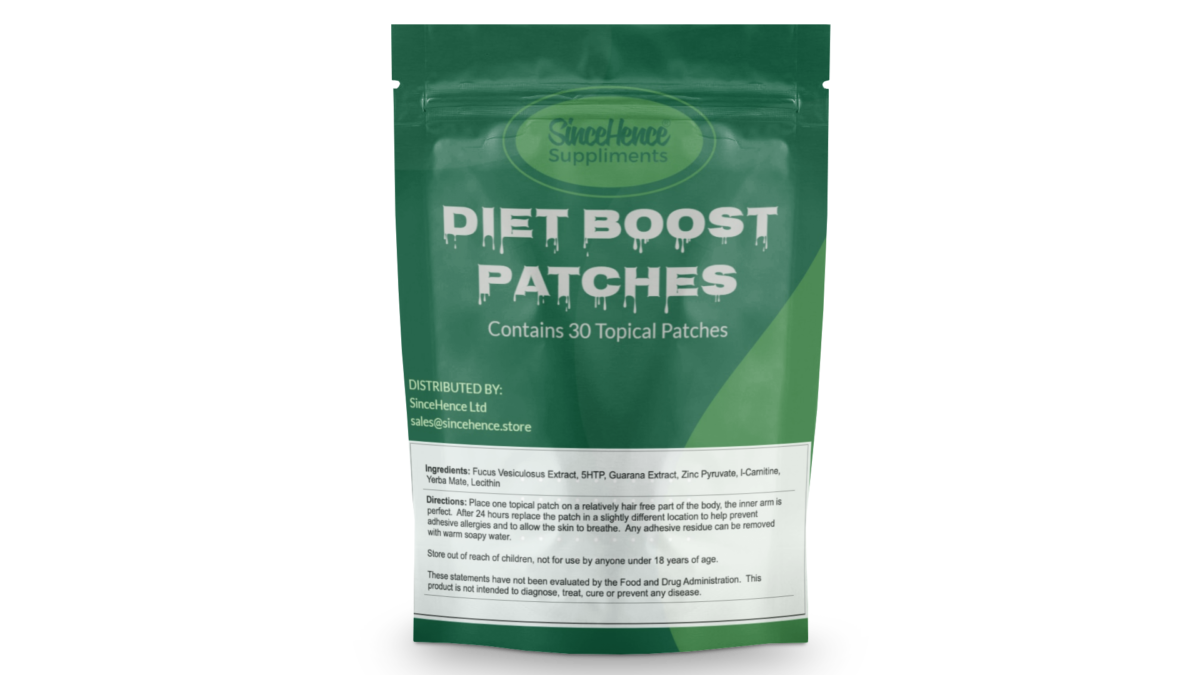 SinceHence
Suppliments
DIET BOOST
PATCHES
Contains 30 Topical Patches
DISTRIBUTED BY:
SinceHence Ltd
sales@sincehence.store
Ingredients: Fucus Vesiculosus Extract, 5HTP, Guarana Extract, Zinc Pyruvate, l-Carnitine,
Yerba Mate, Lecithin
Directions: Place one topical patch on a relatively hair free part of the body, the inner arm is
perfect. After 24 hours replace the patch in a slightly different location to help prevent
adhesive allergies and to allow the skin to breathe. Any adhesive residue can be removed
with warm soapy water.
Store out of reach of children, not for use by anyone under 18 years of age.
These statements have not been evaluated by the Food and Drug Administration. This
product is not intended to diagnose, treat, cure or prevent any disease.